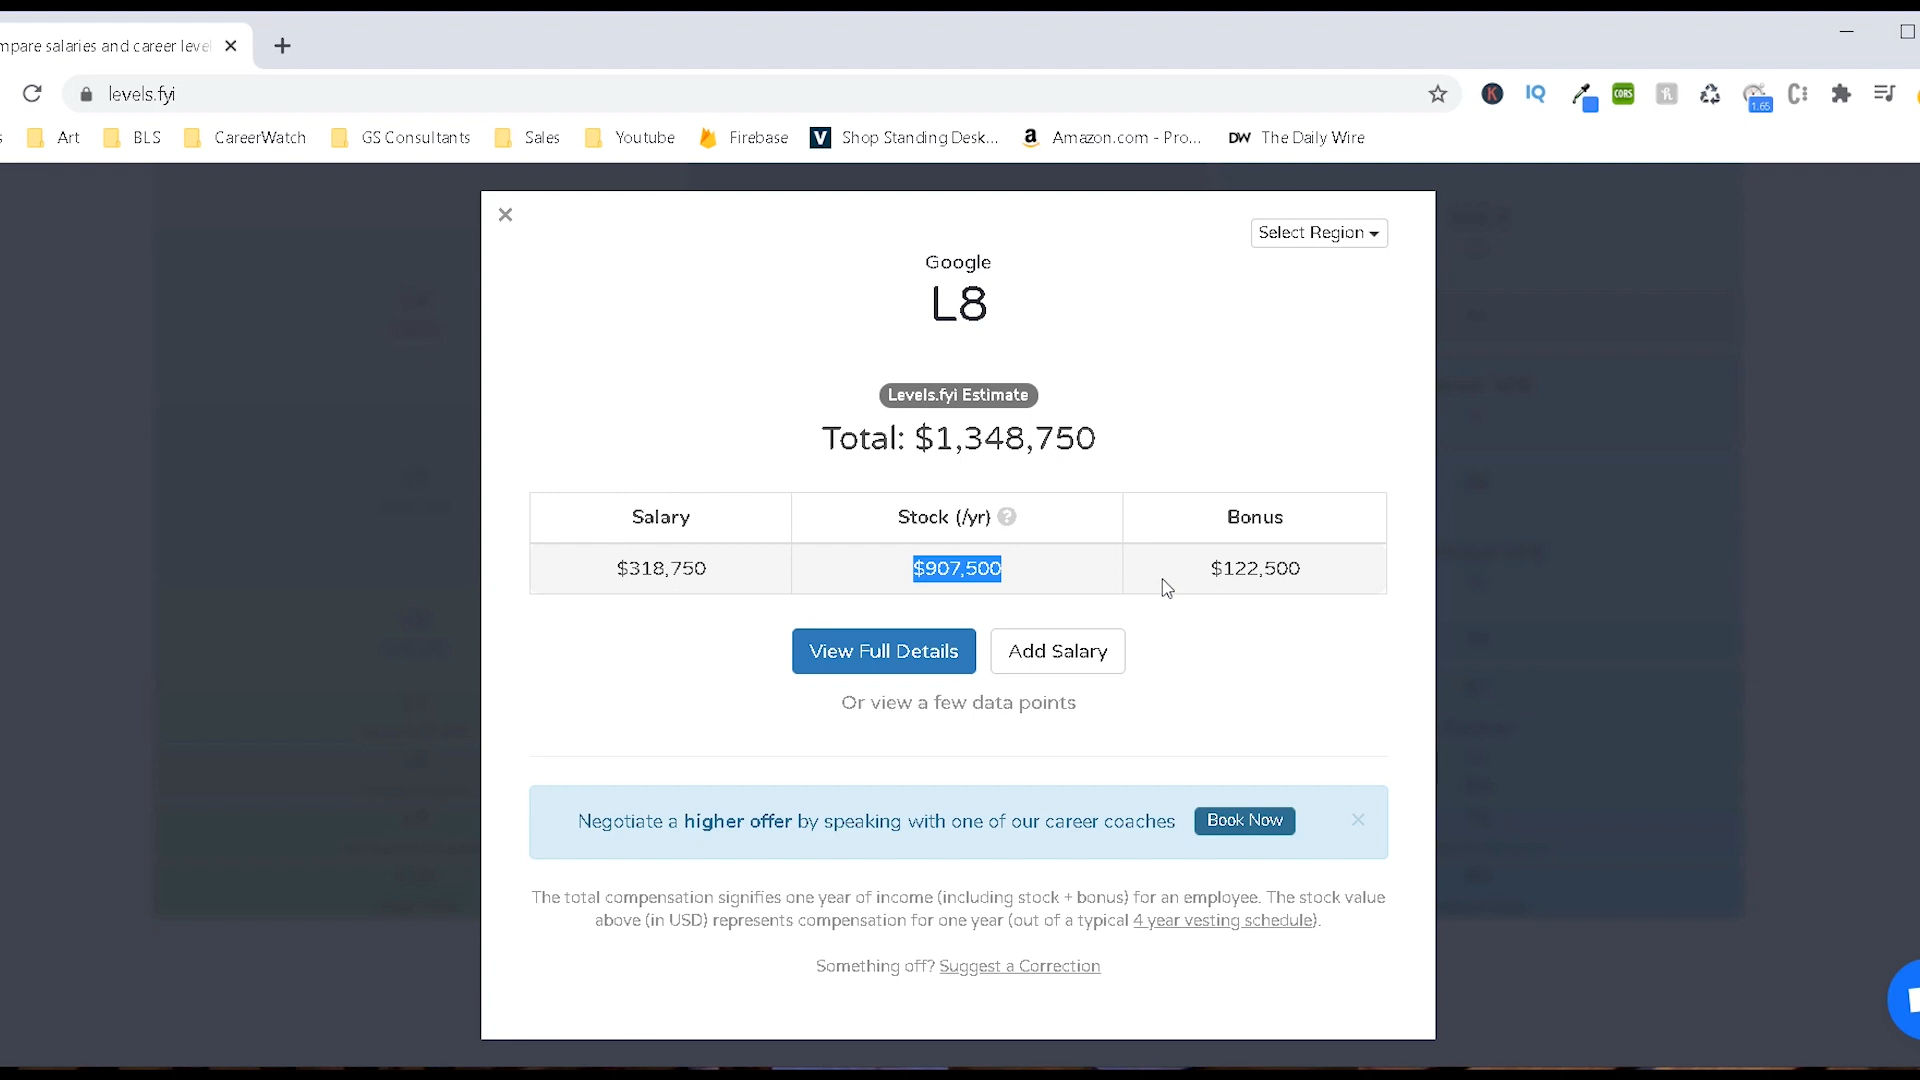 mpare salaries and career level
levels.fyi
IQ
CORS
1.65
Art
BLS
CareerWatch
GS Consultants
Sales
Youtube
Firebase
V
Shop Standing Desk...
a
Amazon.com - Pro...
DW
The Daily Wire
Select Region
Google
L8
Levels.fyi Estimate
Total: $1,348,750
Salary Stock (/yr) ? Bonus
$318,750 $907,500 $122,500
View Full Details Add Salary
Or view a few data points
Negotiate a higher offer by speaking with one of our career coaches Book Now
The total compensation signifies one year of income (including stock + bonus) for an employee. The stock value
above (in USD) represents compensation for one year (out of a typical 4 year vesting schedule).
Something off? Suggest a Correction